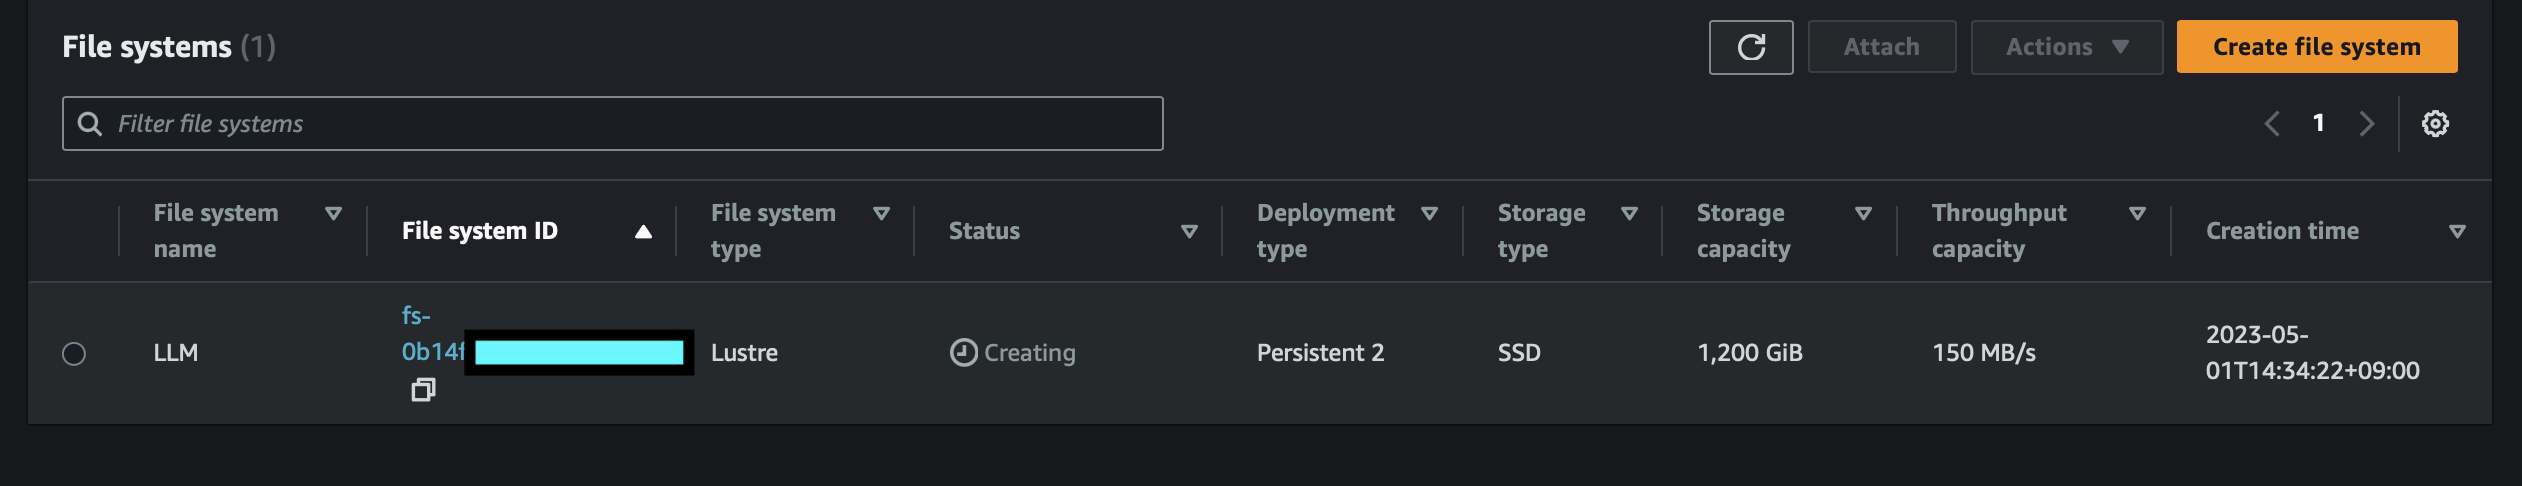 File systems (1)
Attach
Actions
Create file system
Filter file systems
1
File system name
File system ID
File system type
Status
Deployment type
Storage type
Storage capacity
Throughput capacity
Creation time
LLM
fs-
0b14f
Lustre
Creating
Persistent 2
SSD
1,200 GiB
150 MB/s
2023-05-
01T14:34:22+09:00